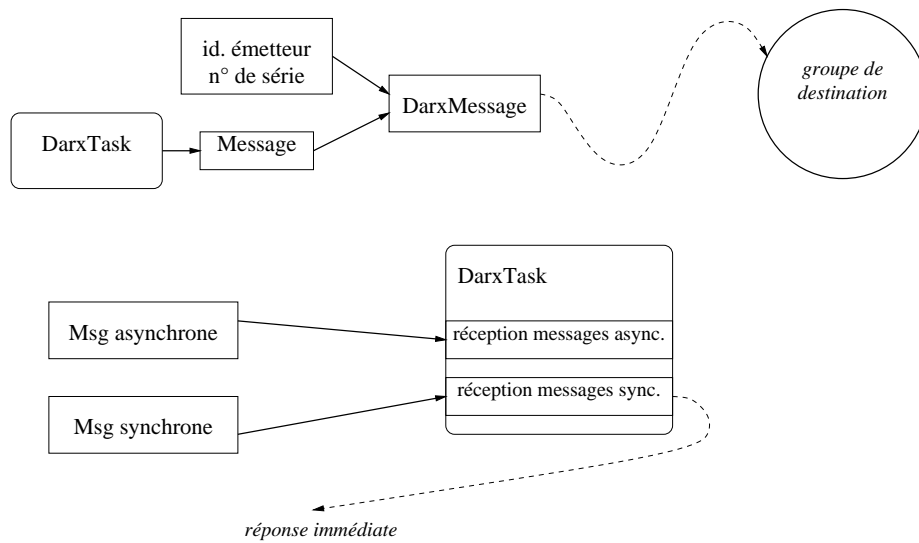 id. émetteur
n° de série
DarxMessage
groupe de
destination
DarxTask
Message
DarxTask
Msg asynchrone
réception messages async.
réception messages sync.
Msg synchrone
réponse immédiate